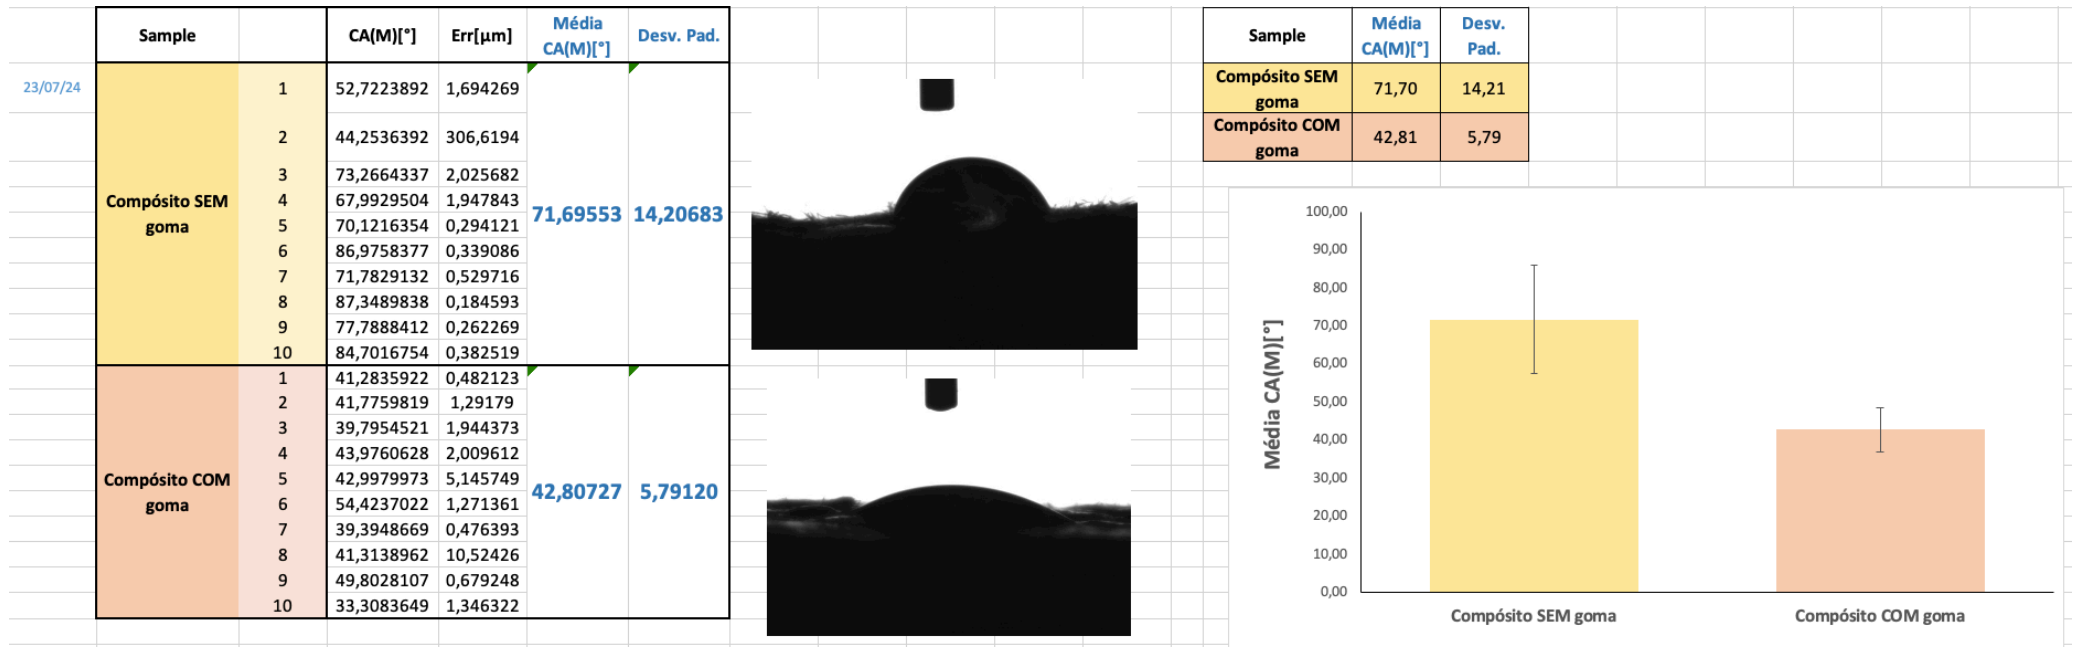 Sample CA(M)[°] Err[µm] Média CA(M)[°] Desv. Pad.
23/07/24
Compósito SEM goma
1 52,7223892 1,694269
2 44,2536392 306,6194
3 73,2664337 2,025682
4 67,9929504 1,947843
5 70,1216354 0,294121
6 86,9758377 0,339086
7 71,7829132 0,529716
8 87,3489838 0,184593
9 77,7888412 0,262269
10 84,7016754 0,382519
71,69553 14,20683
Compósito COM goma
1 41,2835922 0,482123
2 41,7759819 1,29179
3 39,7954521 1,944373
4 43,9760628 2,009612
5 42,9979973 5,145749
6 54,4237022 1,271361
7 39,3948669 0,476393
8 41,3138962 10,52426
9 49,8028107 0,679248
10 33,3083649 1,346322
42,80727 5,79120
Sample Média CA(M)[°] Desv. Pad.
Compósito SEM goma 71,70 14,21
Compósito COM goma 42,81 5,79
Média CA(M)[°]
100,00
90,00
80,00
70,00
60,00
50,00
40,00
30,00
20,00
10,00
0,00
Compósito SEM goma Compósito COM goma